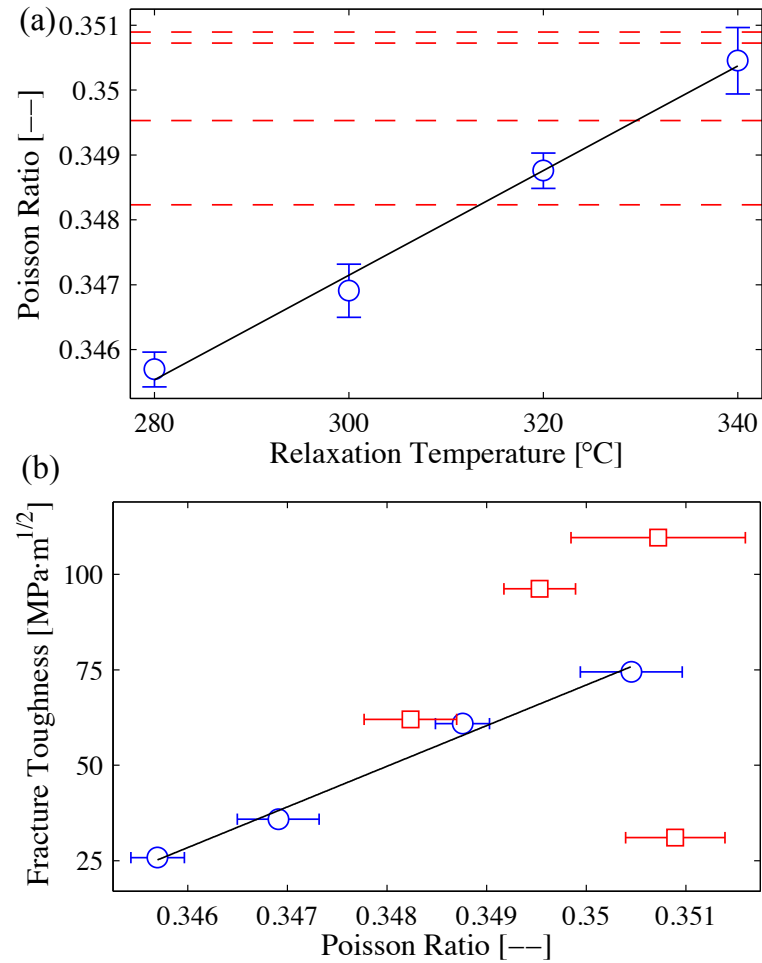 (a)
0.351
0.35
0.349
0.348
0.347
0.346
Poisson Ratio [−−]
280 300 320 340
Relaxation Temperature [°C]
(b)
100
75
50
25
Fracture Toughness [MPa·m^1/2]
0.346 0.347 0.348 0.349 0.35 0.351
Poisson Ratio [−−]